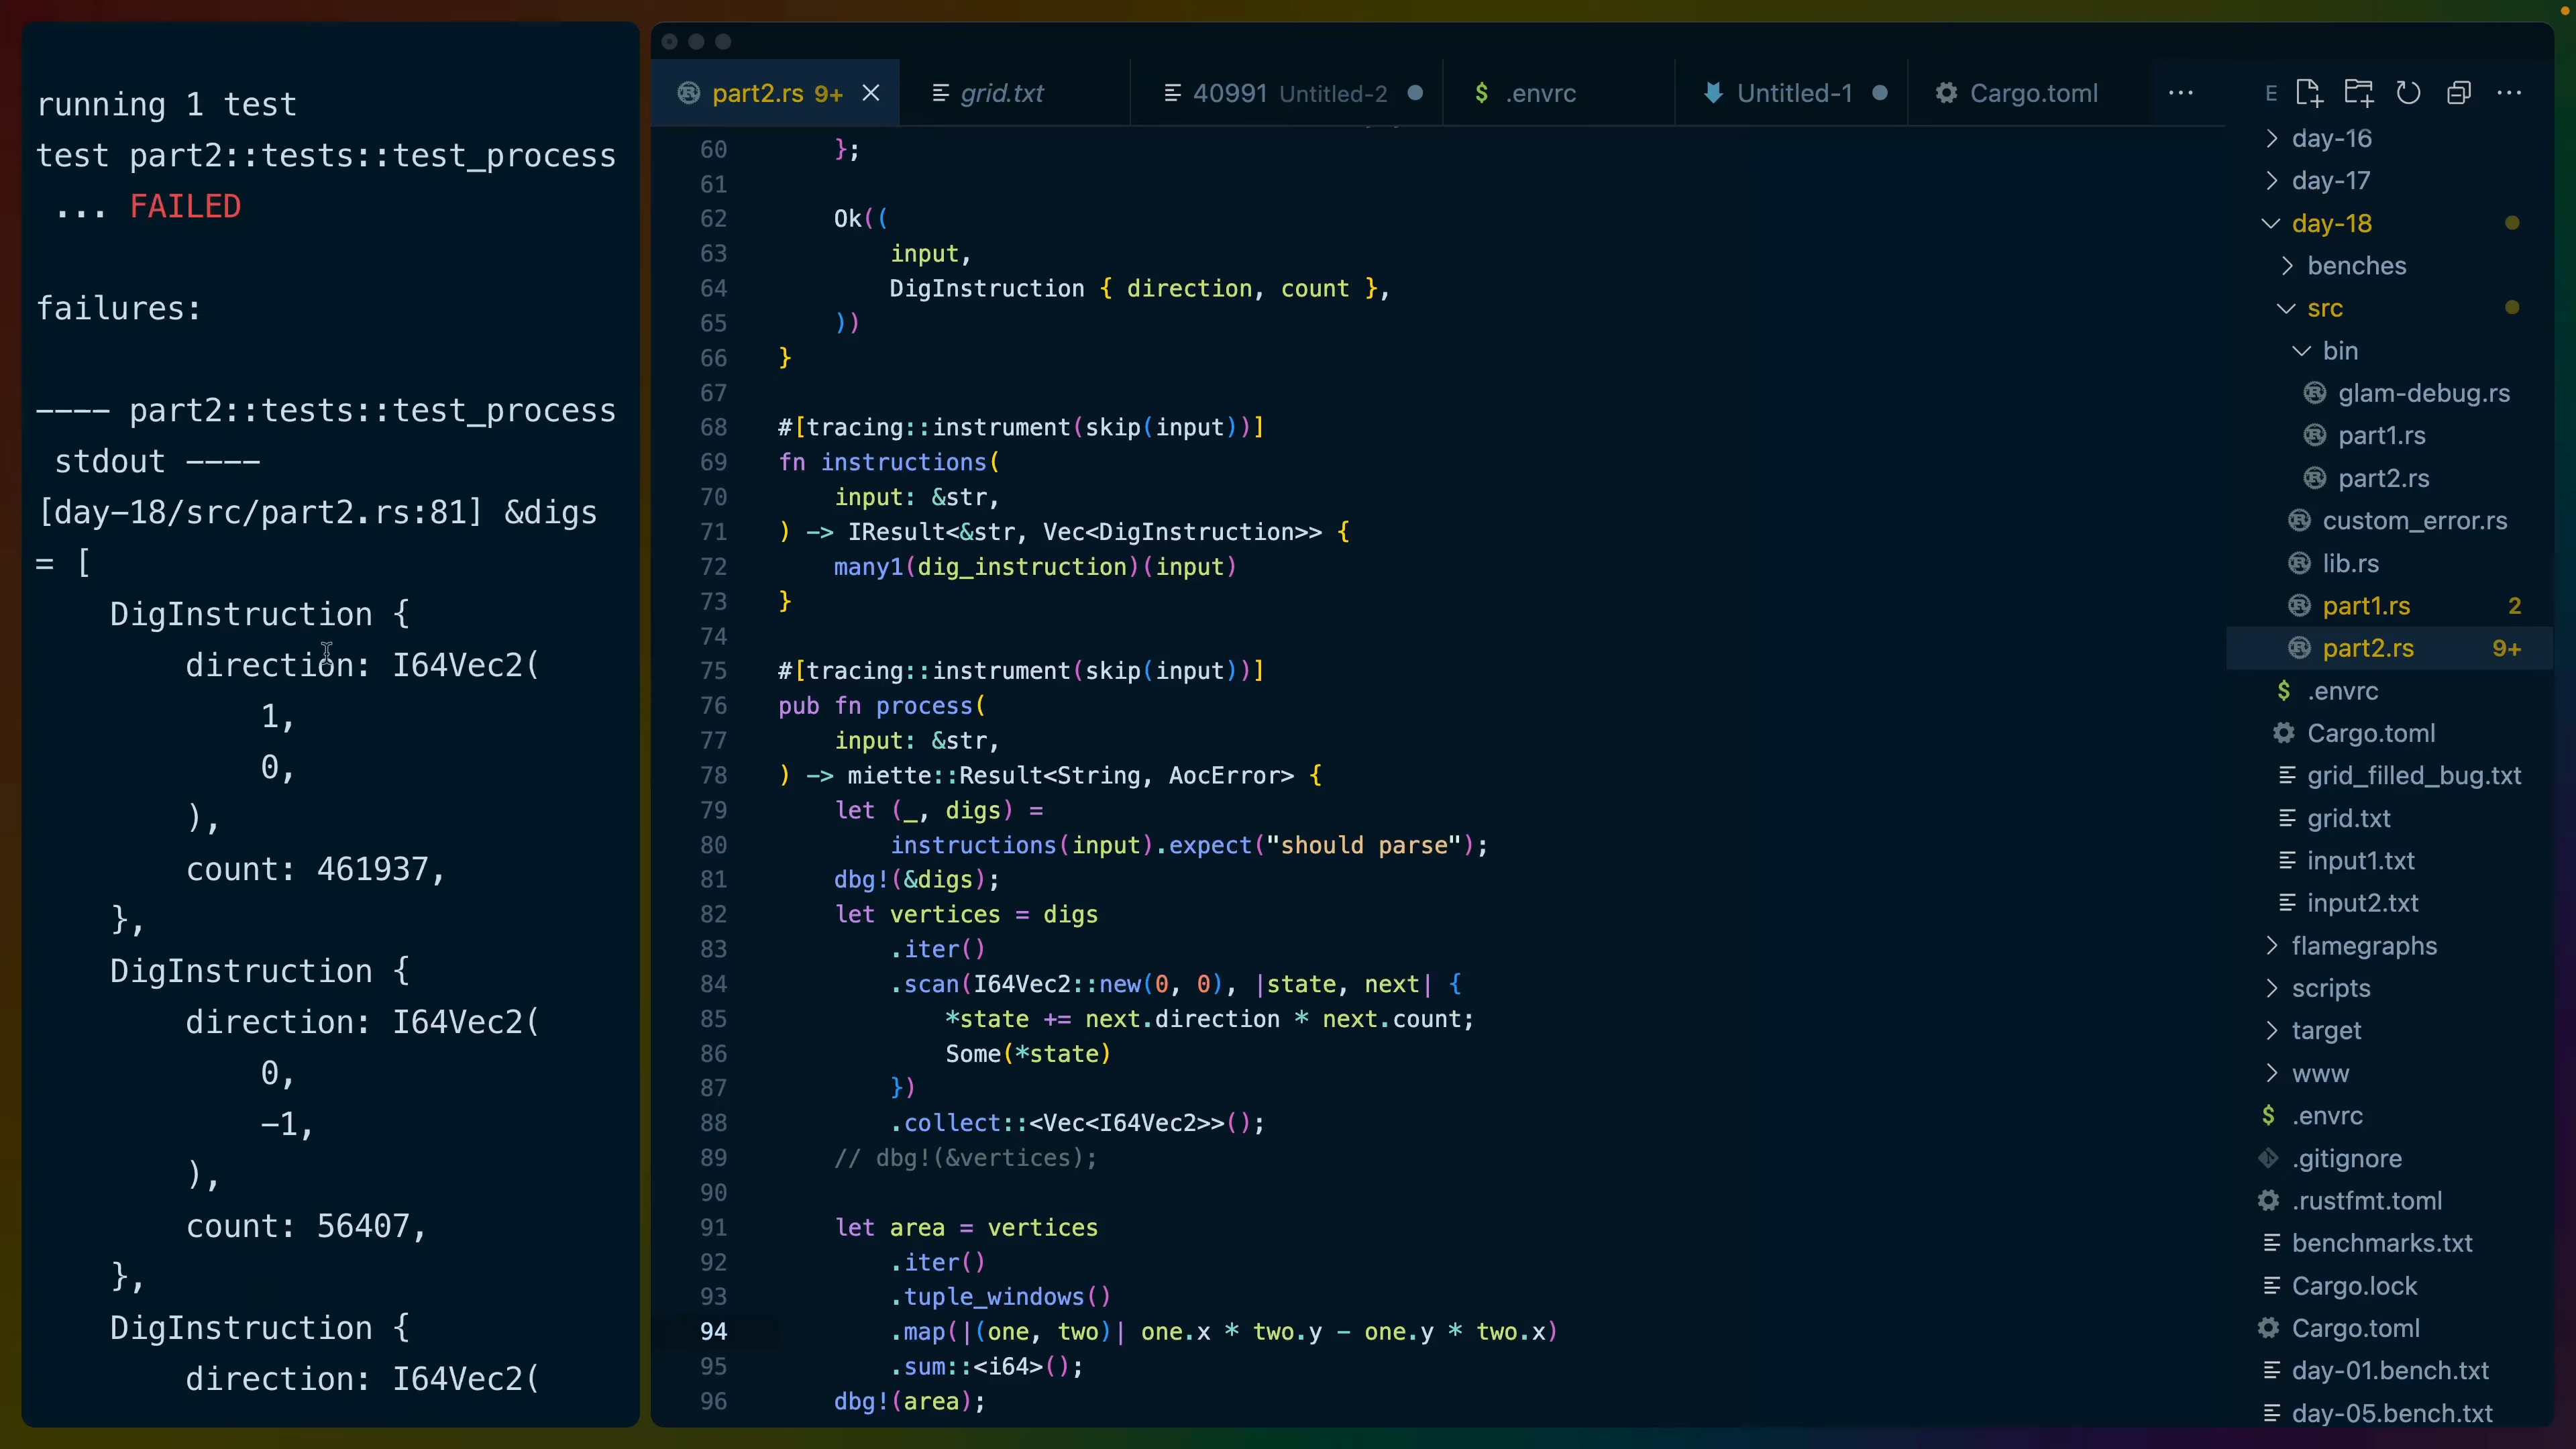 running 1 test
test part2::tests::test_process
... FAILED
failures:
---- part2::tests::test_process
stdout ----
[day-18/src/part2.rs:81] &digs
= [
DigInstruction {
direction: I64Vec2(
1,
0,
),
count: 461937,
},
DigInstruction {
direction: I64Vec2(
0,
-1,
),
count: 56407,
},
DigInstruction {
direction: I64Vec2(
part2.rs 9+
grid.txt
40991 Untitled-2
$ .envrc
Untitled-1
Cargo.toml
60 };
61
62 Ok((
63 input,
64 DigInstruction { direction, count },
65 ))
66 }
67
68 #[tracing::instrument(skip(input))]
69 fn instructions(
70 input: &str,
71 ) -> IResult<&str, Vec<DigInstruction>> {
72 many1(dig_instruction)(input)
73 }
74
75 #[tracing::instrument(skip(input))]
76 pub fn process(
77 input: &str,
78 ) -> miette::Result<String, AocError> {
79 let (_, digs) =
80 instructions(input).expect("should parse");
81 dbg!(&digs);
82 let vertices = digs
83 .iter()
84 .scan(I64Vec2::new(0, 0), |state, next| {
85 *state += next.direction * next.count;
86 Some(*state)
87 })
88 .collect::<Vec<I64Vec2>>();
89 // dbg!(&vertices);
90
91 let area = vertices
92 .iter()
93 .tuple_windows()
94 .map(|(one, two)| one.x * two.y - one.y * two.x)
95 .sum::<i64>();
96 dbg!(area);
E
day-16
day-17
day-18
benches
src
bin
glam-debug.rs
part1.rs
part2.rs
custom_error.rs
lib.rs
part1.rs 2
part2.rs 9+
$ .envrc
Cargo.toml
grid_filled_bug.txt
grid.txt
input1.txt
input2.txt
flamegraphs
scripts
target
www
$ .envrc
.gitignore
.rustfmt.toml
benchmarks.txt
Cargo.lock
Cargo.toml
day-01.bench.txt
day-05.bench.txt